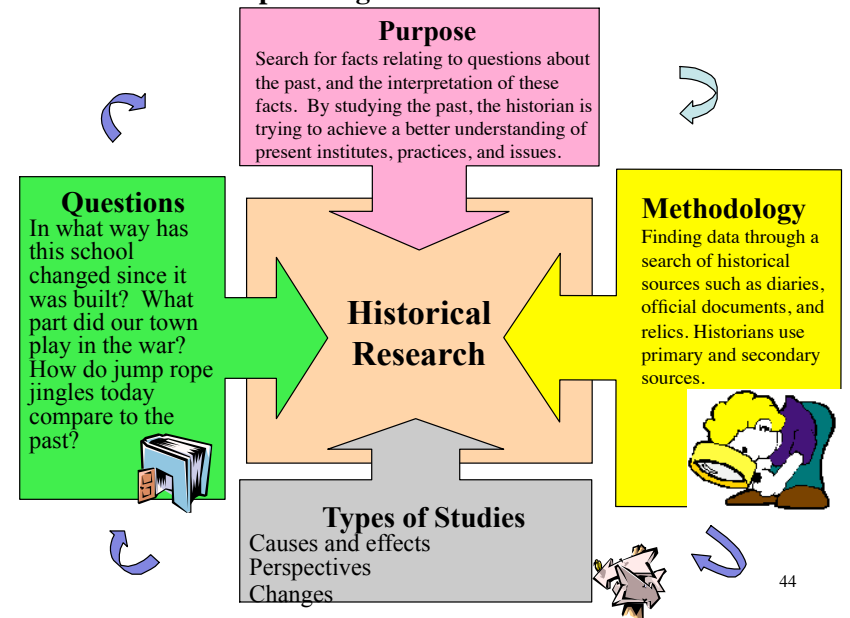 Purpose
Search for facts relating to questions about
the past, and the interpretation of these
facts. By studying the past, the historian is
trying to achieve a better understanding of
present institutes, practices, and issues.
Questions
In what way has
this school
changed since it
was built? What
part did our town
play in the war?
How do jump rope
jingles today
compare to the
past?
Historical
Research
Methodology
Finding data through a
search of historical
sources such as diaries,
official documents, and
relics. Historians use
primary and secondary
sources.
Types of Studies
Causes and effects
Perspectives
Changes
44